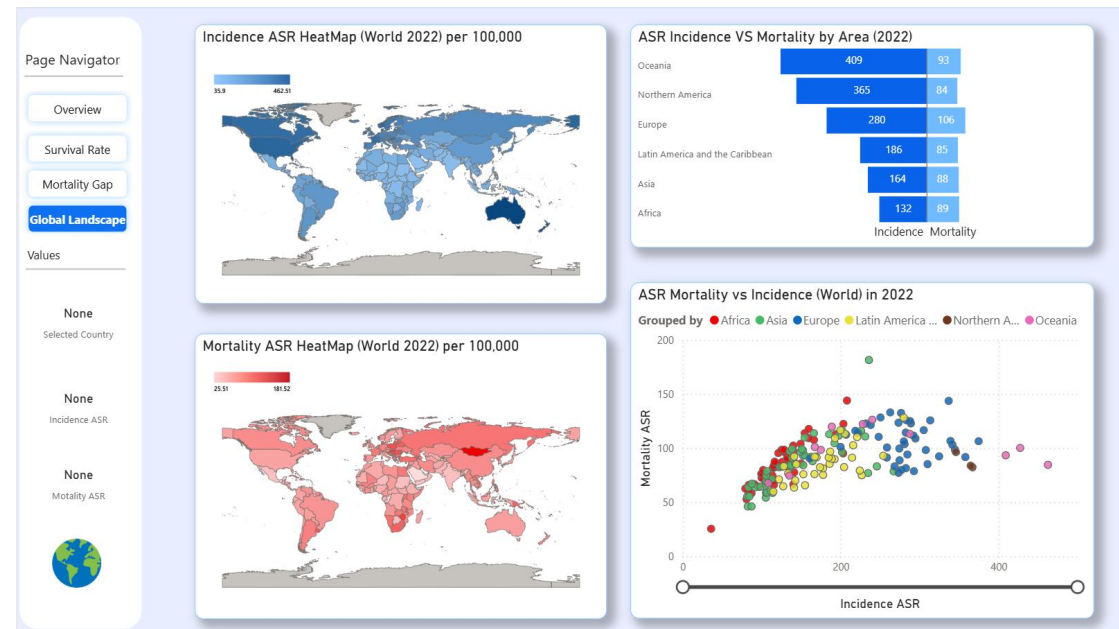 Page Navigator
Overview
Survival Rate
Mortality Gap
Global Landscape
Values
None
Selected Country
None
Incidence ASR
None
Motality ASR
Incidence ASR HeatMap (World 2022) per 100,000
35.9 462.51
Mortality ASR HeatMap (World 2022) per 100,000
25.51 181.52
ASR Incidence VS Mortality by Area (2022)
Oceania 409 93
Northern America 365 84
Europe 280 106
Latin America and the Caribbean 186 85
Asia 164 88
Africa 132 89
Incidence Mortality
ASR Mortality vs Incidence (World) in 2022
Grouped by Africa Asia Europe Latin America ... Northern A... Oceania
200
150
100
50
0
Mortality ASR
0 200 400
Incidence ASR